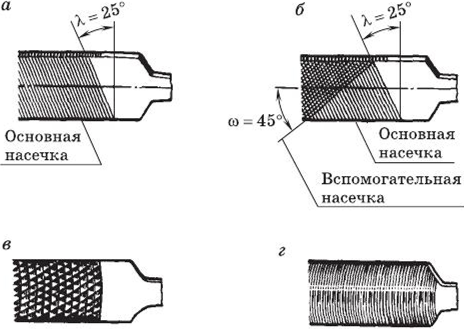 а
λ = 25°
Основная
насечка
б
λ = 25°
ω = 45°
Основная
насечка
Вспомогательная
насечка
в
г